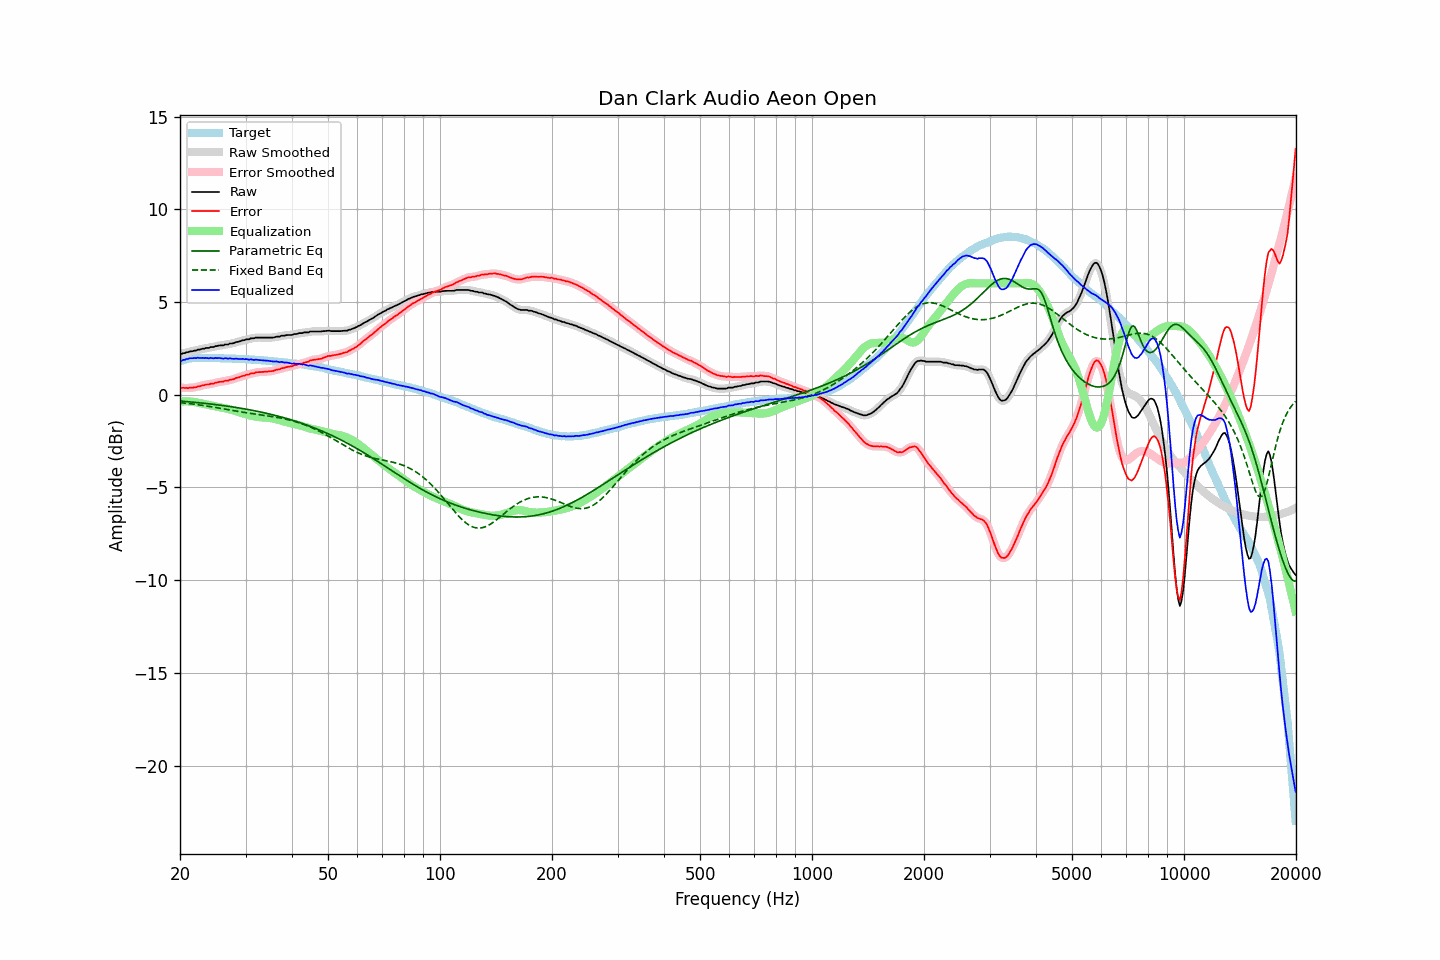 Dan Clark Audio Aeon Open
15
10
5
0
−5
−10
−15
−20
Amplitude (dBr)
Target
Raw Smoothed
Error Smoothed
Raw
Error
Equalization
Parametric Eq
Fixed Band Eq
Equalized
20
50
100
200
500
1000
2000
5000
10000
20000
Frequency (Hz)